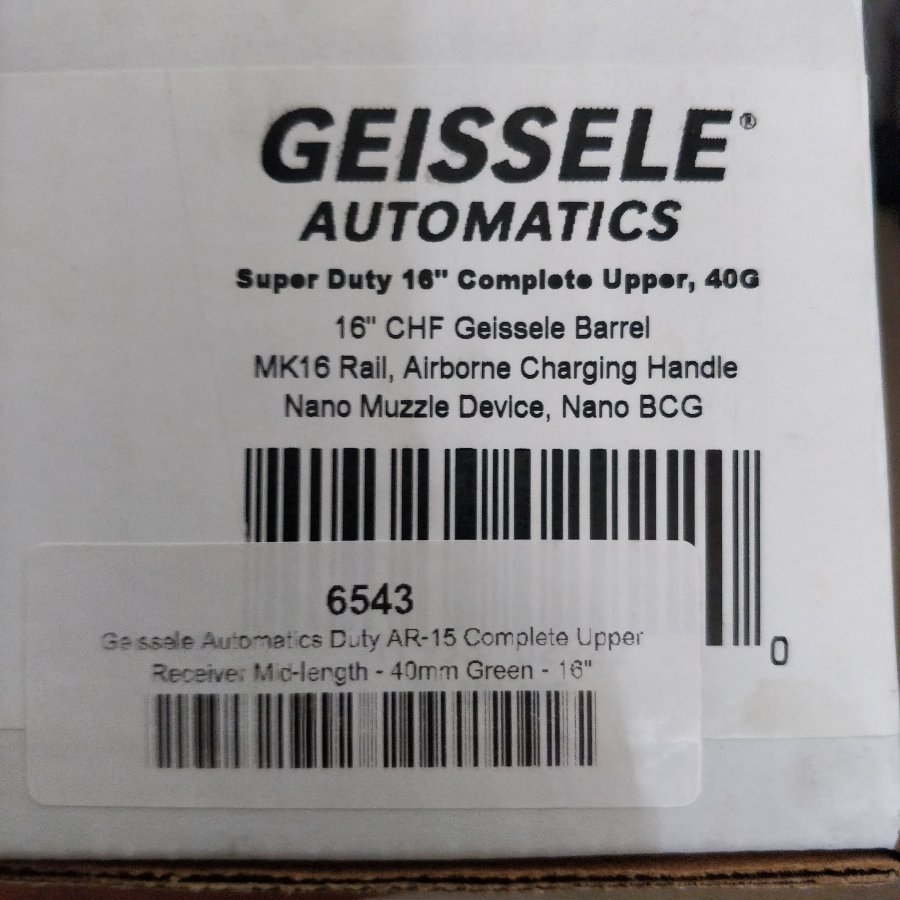 GEISSELE®
AUTOMATICS
Super Duty 16" Complete Upper, 40G
16" CHF Geissele Barrel
MK16 Rail, Airborne Charging Handle
Nano Muzzle Device, Nano BCG
0
6543
Geissele Automatics Duty AR-15 Complete Upper
Receiver Mid-length - 40mm Green - 16"